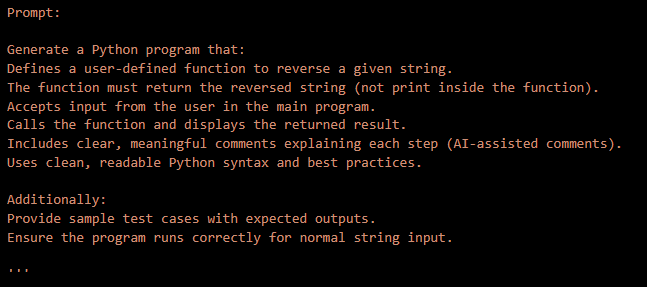 Prompt:
Generate a Python program that:
Defines a user-defined function to reverse a given string.
The function must return the reversed string (not print inside the function).
Accepts input from the user in the main program.
Calls the function and displays the returned result.
Includes clear, meaningful comments explaining each step (AI-assisted comments).
Uses clean, readable Python syntax and best practices.
Additionally:
Provide sample test cases with expected outputs.
Ensure the program runs correctly for normal string input.
'''